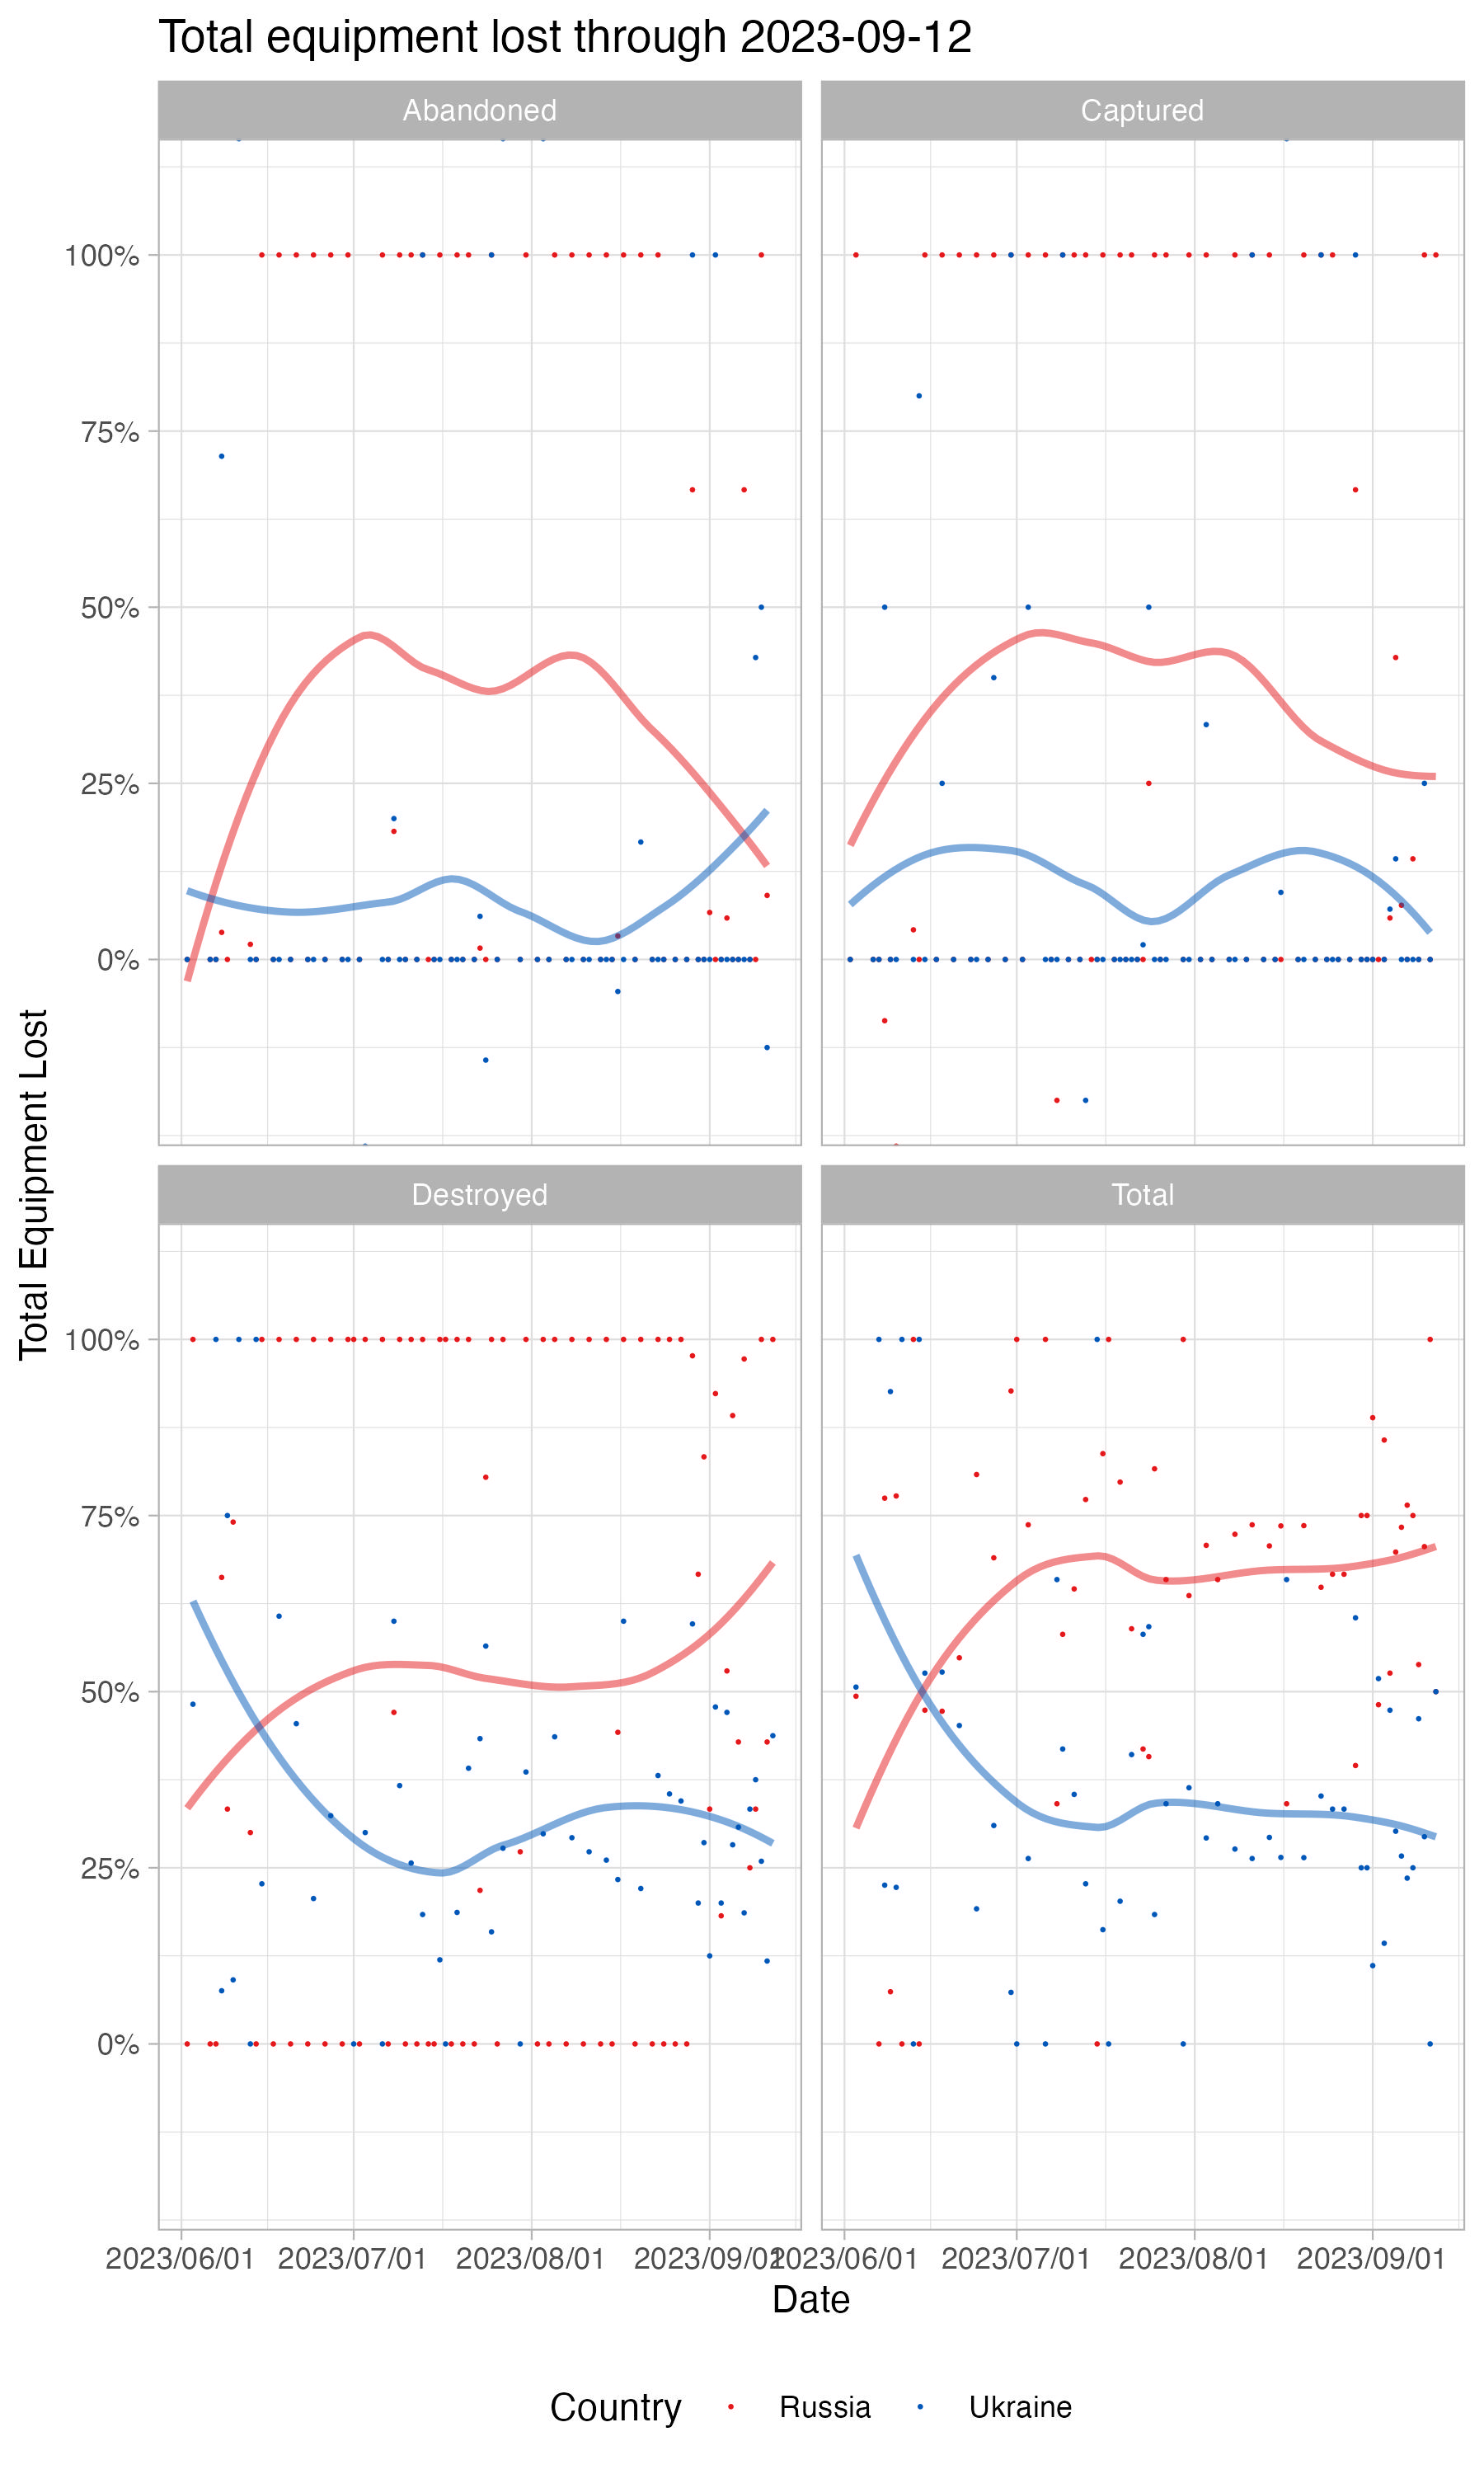 Total equipment lost through 2023-09-12
Abandoned
Captured
100%
75%
50%
25%
0%
Total Equipment Lost
Destroyed
Total
100%
75%
50%
25%
0%
2023/06/01 2023/07/01 2023/08/01 2023/09/01 2023/06/01 2023/07/01 2023/08/01 2023/09/01
Date
Country Russia Ukraine